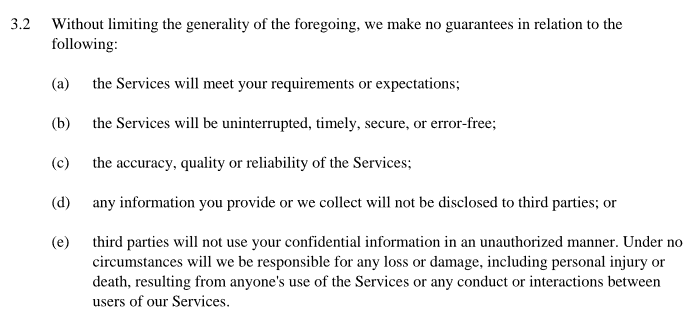 3.2 Without limiting the generality of the foregoing, we make no guarantees in relation to the
following:
(a) the Services will meet your requirements or expectations;
(b) the Services will be uninterrupted, timely, secure, or error-free;
(c) the accuracy, quality or reliability of the Services;
(d) any information you provide or we collect will not be disclosed to third parties; or
(e) third parties will not use your confidential information in an unauthorized manner. Under no
circumstances will we be responsible for any loss or damage, including personal injury or
death, resulting from anyone's use of the Services or any conduct or interactions between
users of our Services.